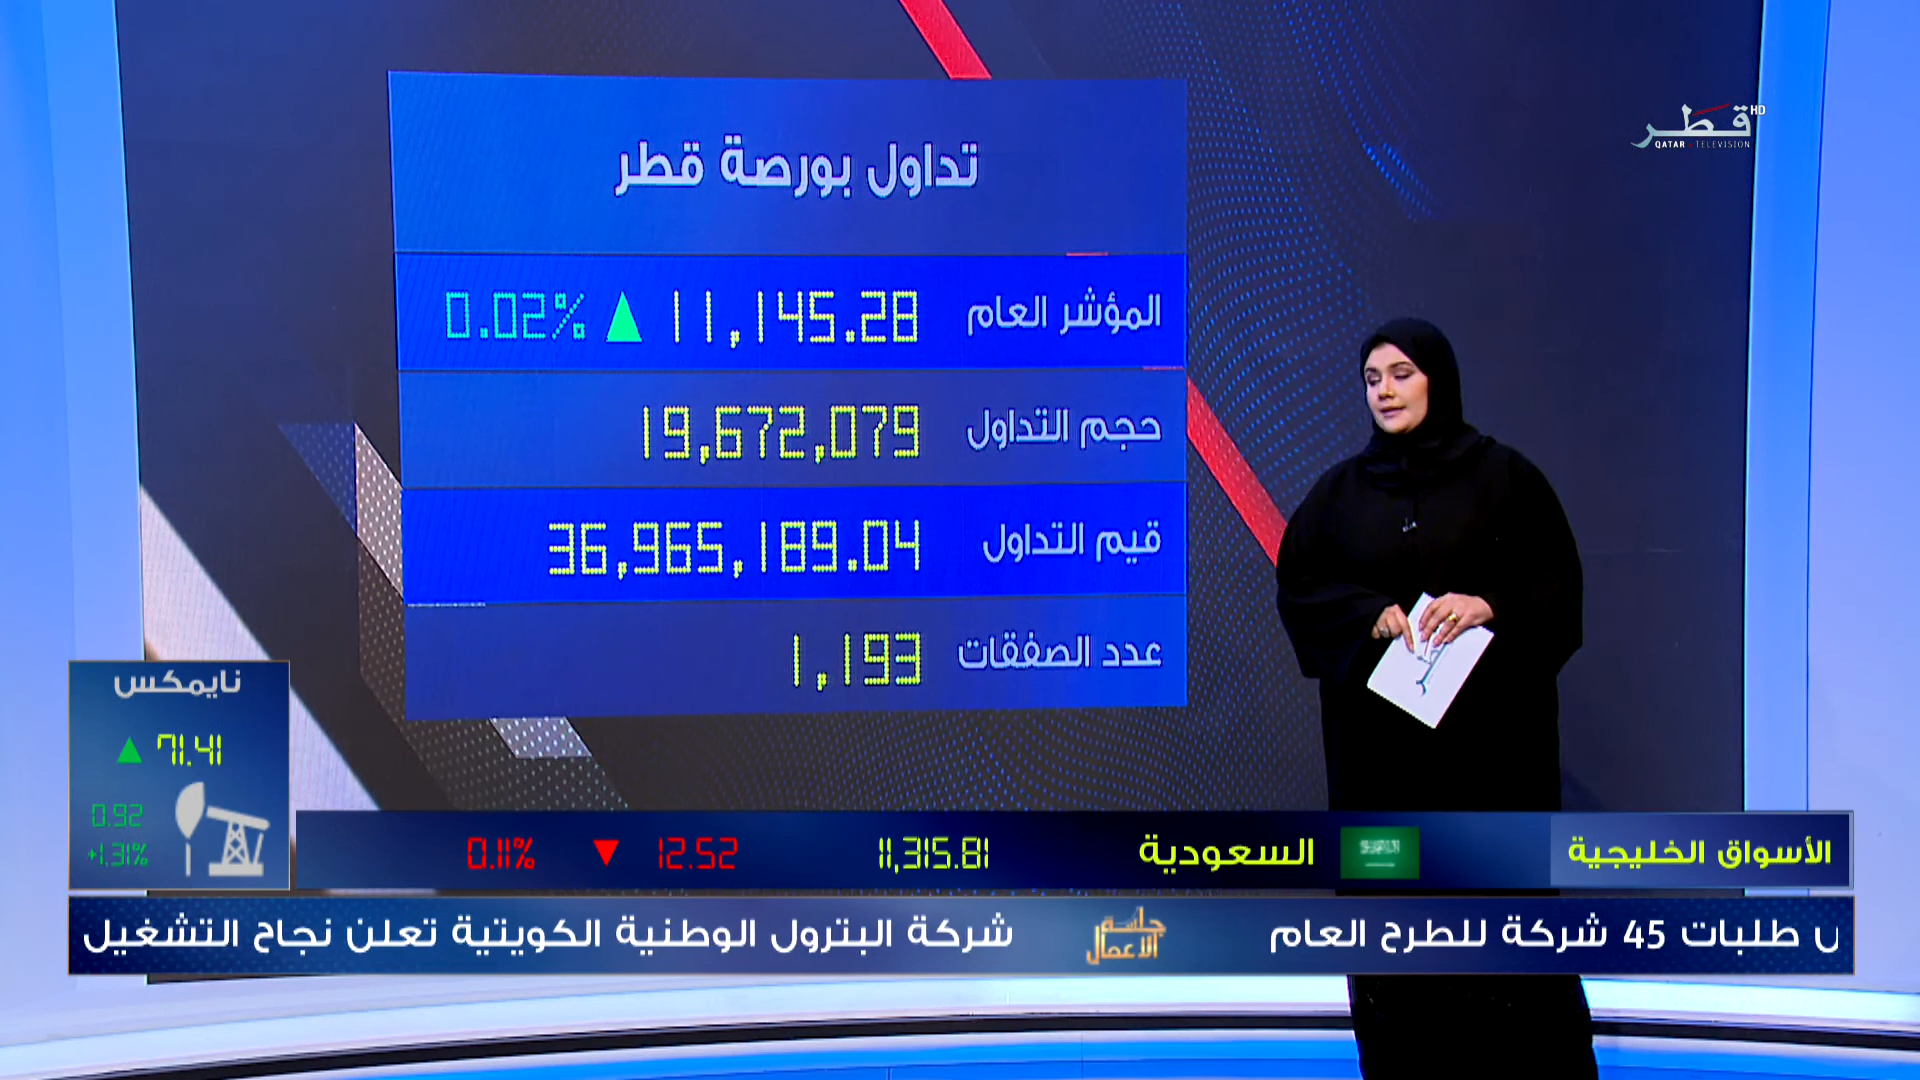 قطر HD
QATAR TELEVISION
تداول بورصة قطر
المؤشر العام 11,145.28 ▲ 0.02%
حجم التداول 19,672,079
قيم التداول 36,965,189.04
عدد الصفقات 1,193
نايمكس
▲ 71.41
0.92
+1.31%
الأسواق الخليجية السعودية 11,315.81 12.52 ▼ 0.11%
طلبات 45 شركة للطرح العام جلسة الأعمال شركة البترول الوطنية الكويتية تعلن نجاح التشغيل